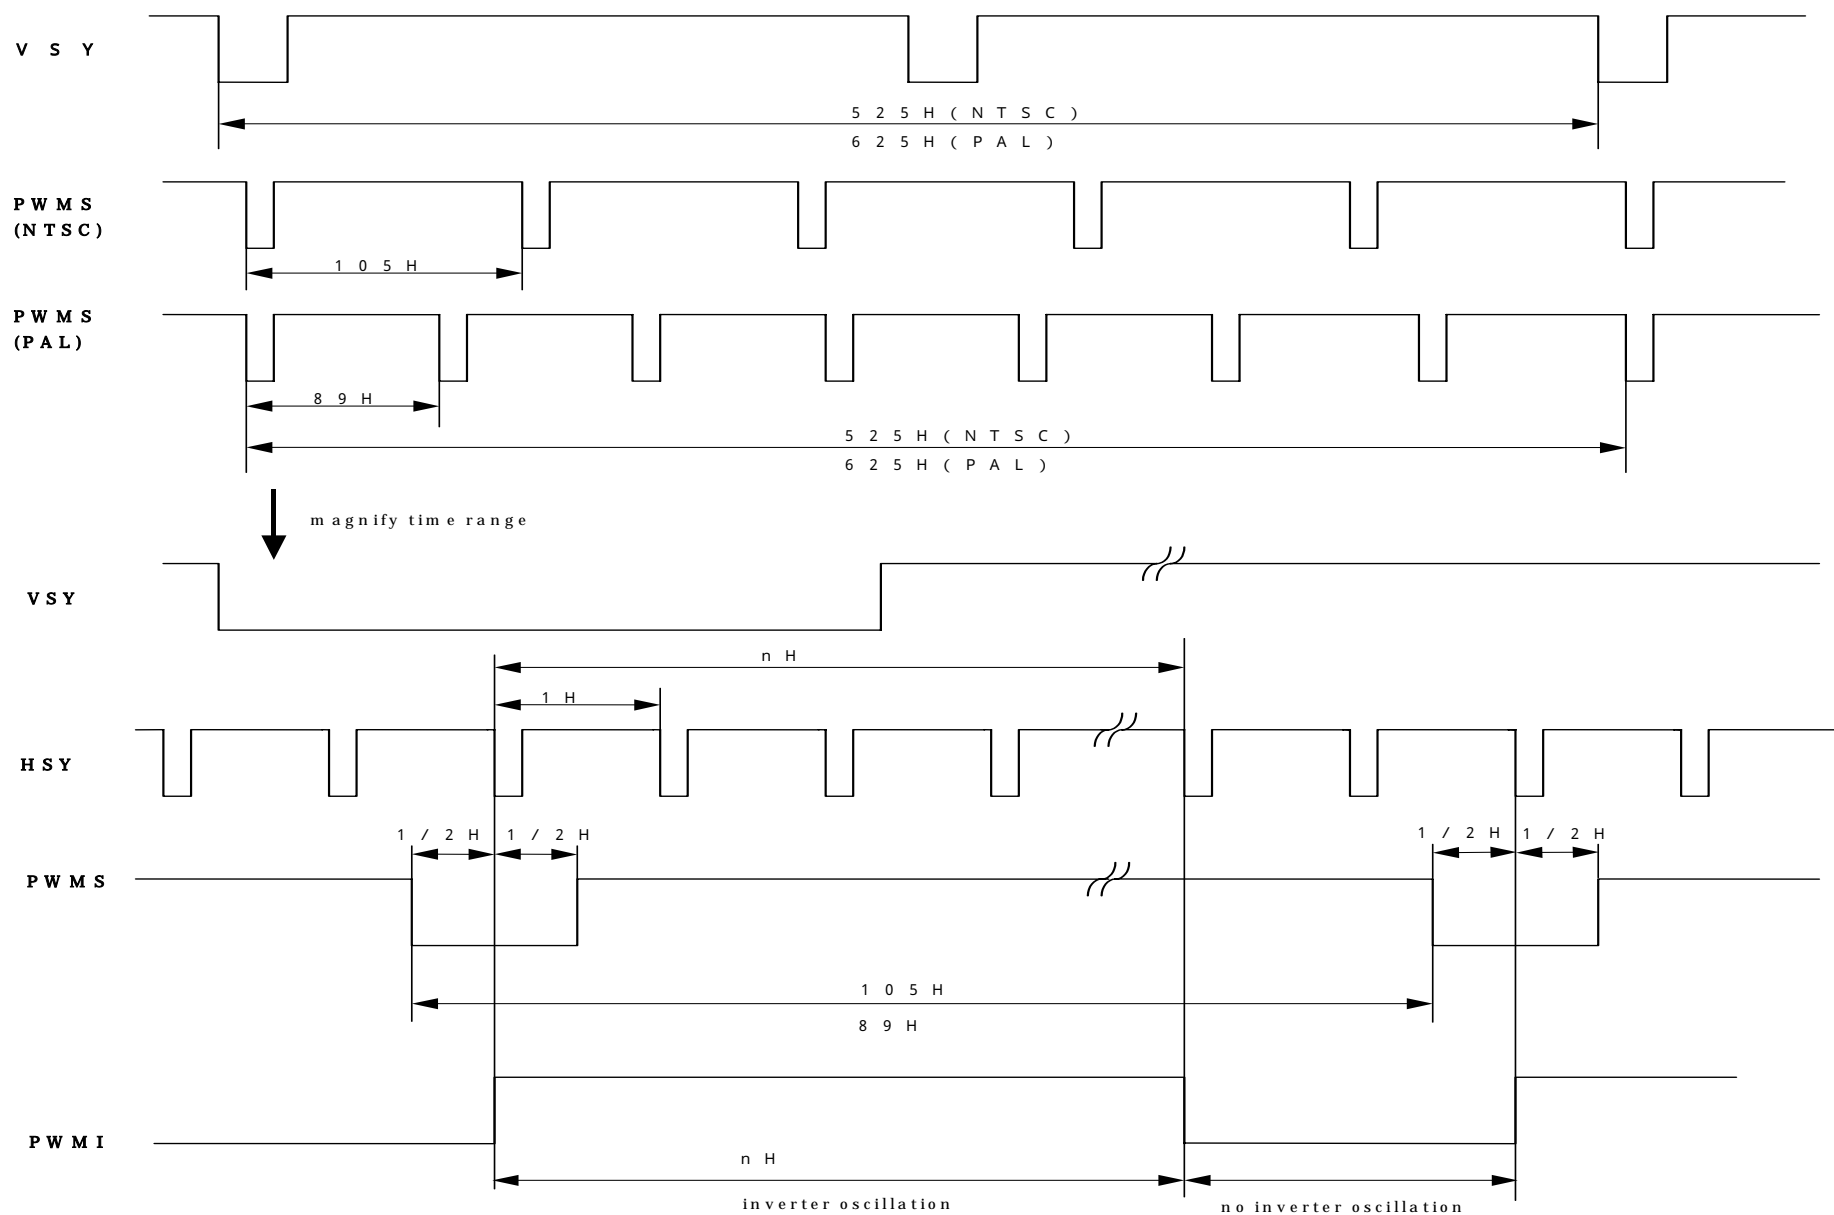 VSY
525H(NTSC)
625H(PAL)
PWMS
(NTSC)
105H
PWMS
(PAL)
89H
525H(NTSC)
625H(PAL)
magnify time range
VSY
nH
1H
HSY
1/2H 1/2H
1/2H 1/2H
PWMS
105H
89H
PWMI
nH
inverter oscillation
no inverter oscillation